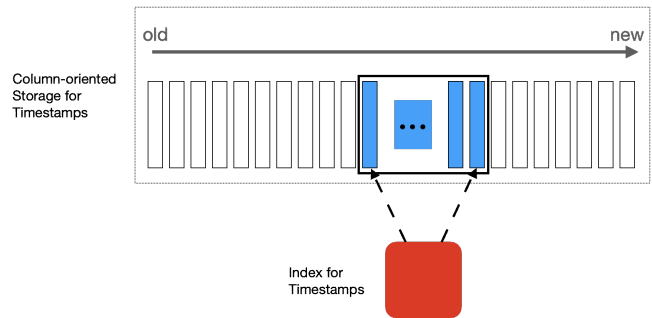 old
new
Column-oriented
Storage for
Timestamps
...
Index for
Timestamps